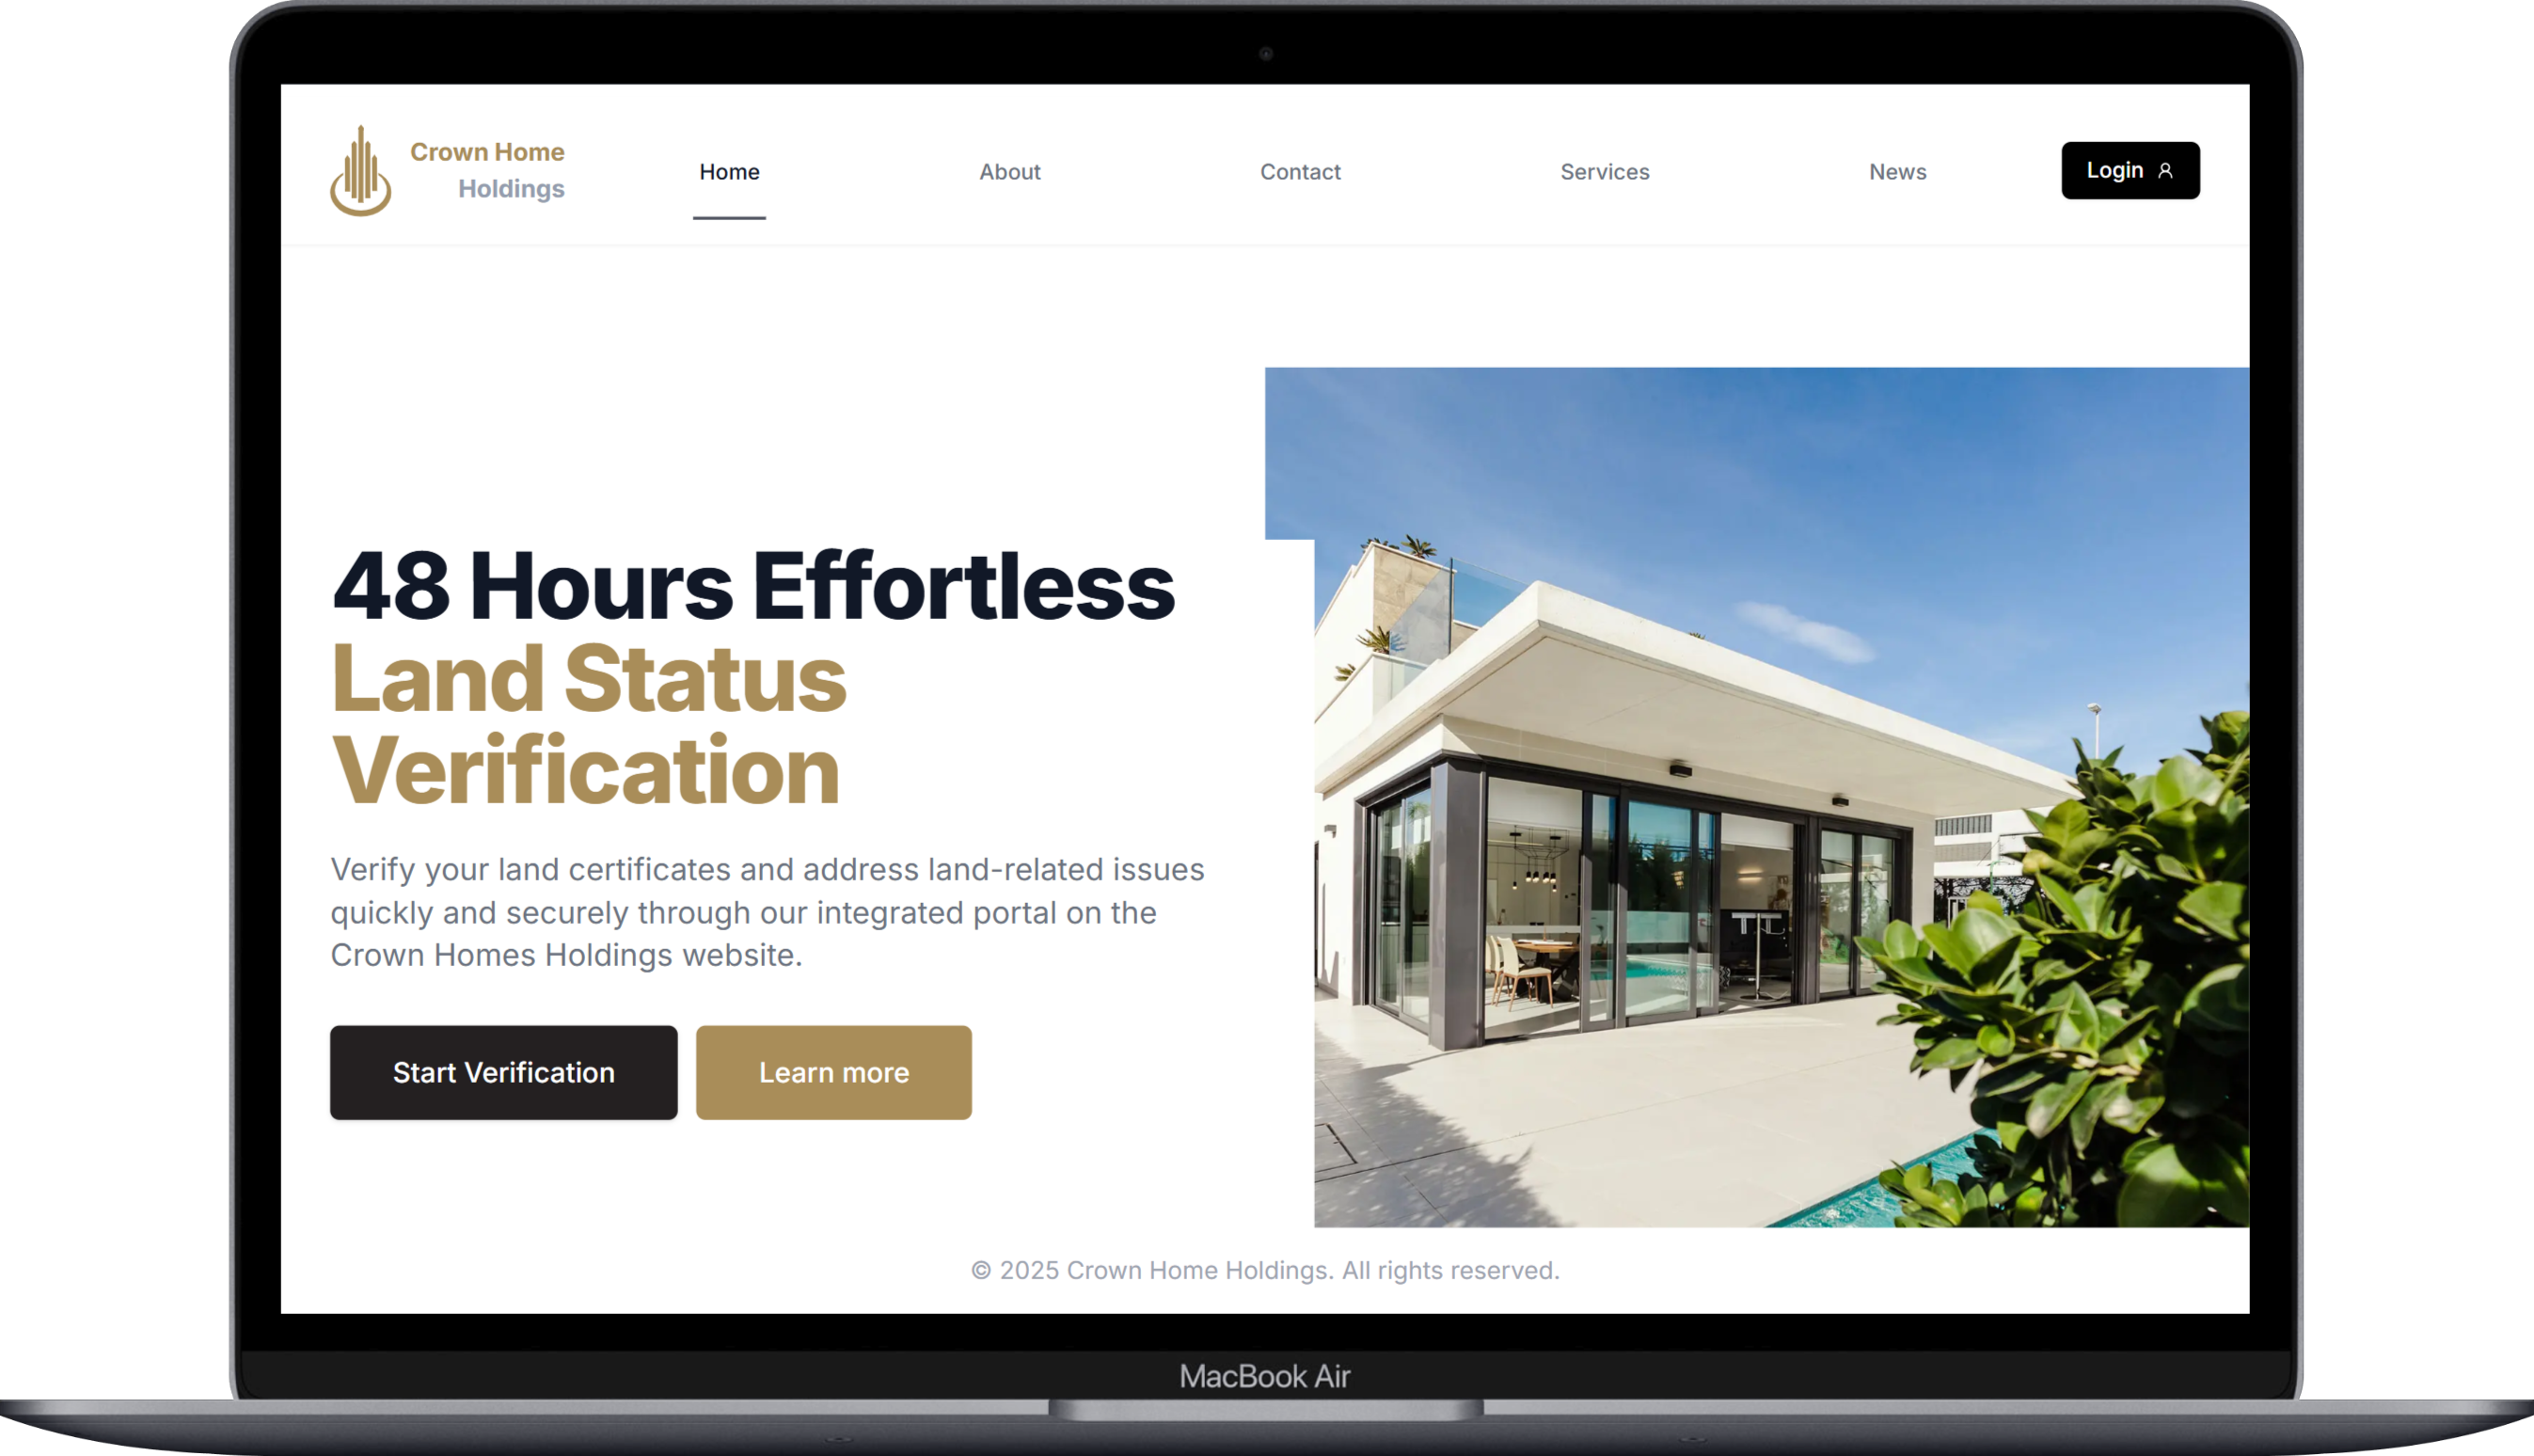 Crown Home
Holdings
Home
About
Contact
Services
News
Login
48 Hours Effortless
Land Status
Verification
Verify your land certificates and address land-related issues
quickly and securely through our integrated portal on the
Crown Homes Holdings website.
Start Verification
Learn more
© 2025 Crown Home Holdings. All rights reserved.
MacBook Air